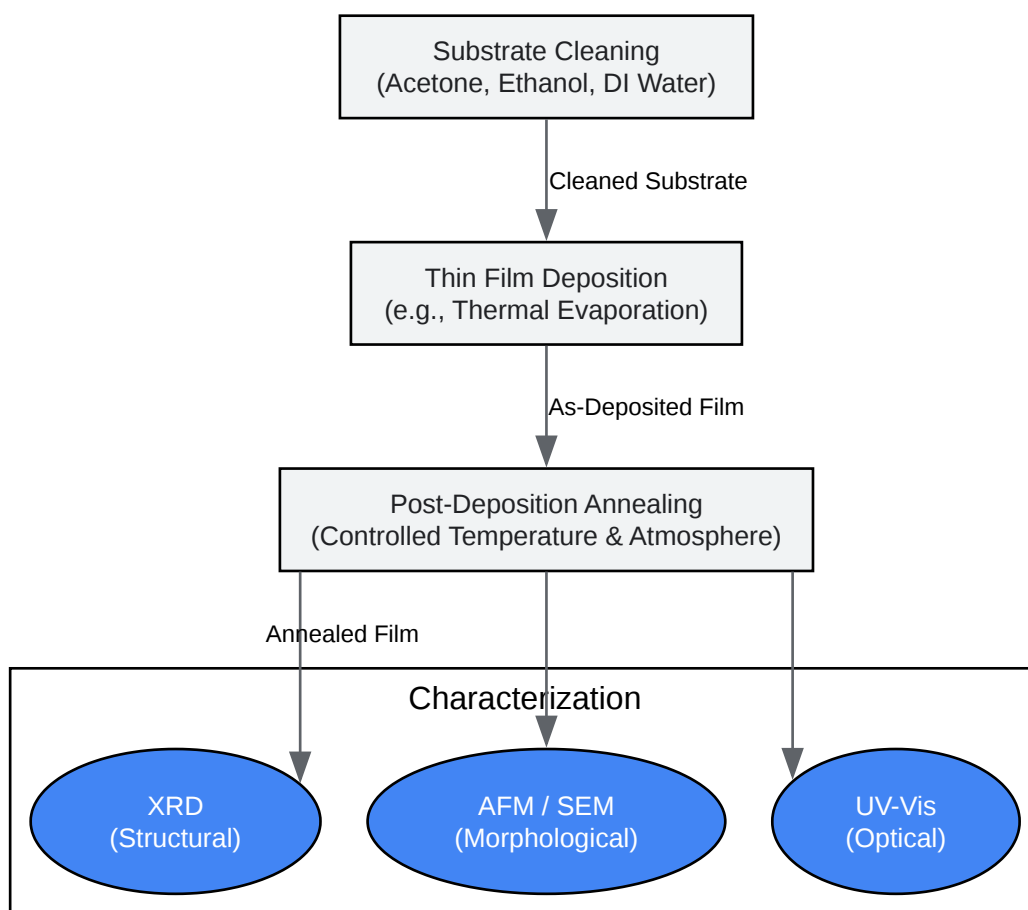 Substrate Cleaning
(Acetone, Ethanol, DI Water)
Cleaned Substrate
Thin Film Deposition
(e.g., Thermal Evaporation)
As-Deposited Film
Post-Deposition Annealing
(Controlled Temperature & Atmosphere)
Annealed Film
Characterization
XRD
(Structural)
AFM / SEM
(Morphological)
UV-Vis
(Optical)